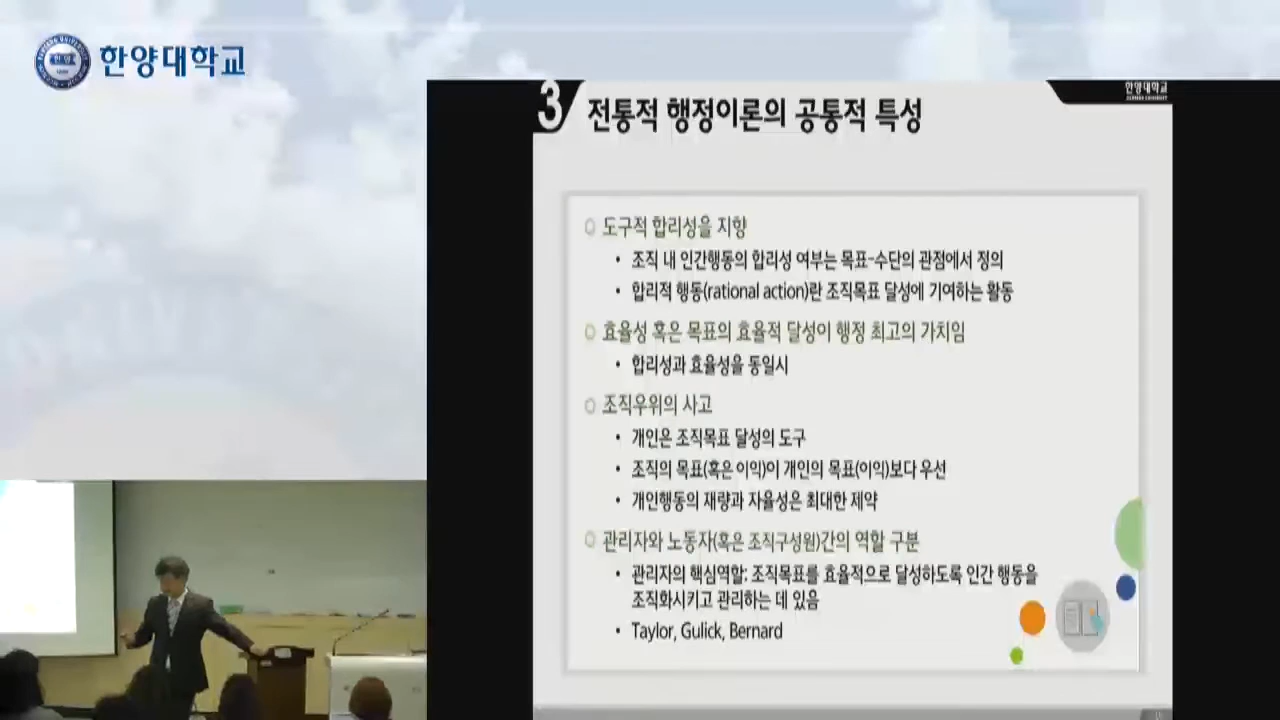 한양대학교
한양대학교
3 전통적 행정이론의 공통적 특성
도구적 합리성을 지향
• 조직 내 인간행동의 합리성 여부는 목표-수단의 관점에서 정의
• 합리적 행동(rational action)란 조직목표 달성에 기여하는 활동
효율성 혹은 목표의 효율적 달성이 행정 최고의 가치임
• 합리성과 효율성을 동일시
조직우위의 사고
• 개인은 조직목표 달성의 도구
• 조직의 목표(혹은 이익)이 개인의 목표(이익)보다 우선
• 개인행동의 재량과 자율성은 최대한 제약
관리자와 노동자(혹은 조직구성원)간의 역할 구분
• 관리자의 핵심역할: 조직목표를 효율적으로 달성하도록 인간 행동을
조직화시키고 관리하는 데 있음
• Taylor, Gulick, Bernard